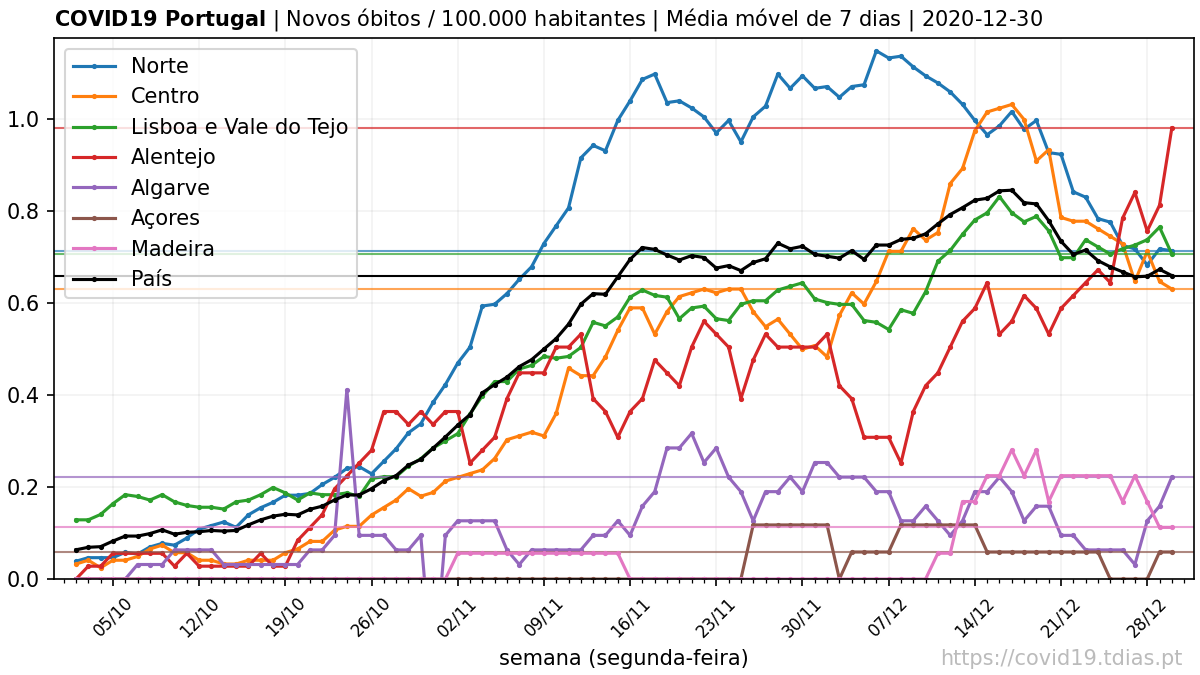 COVID19 Portugal | Novos óbitos / 100.000 habitantes | Média móvel de 7 dias | 2020-12-30
Norte
Centro
Lisboa e Vale do Tejo
Alentejo
Algarve
Açores
Madeira
País
1.0
0.8
0.6
0.4
0.2
0.0
05/10 12/10 19/10 26/10 02/11 09/11 16/11 23/11 30/11 07/12 14/12 21/12 28/12
semana (segunda-feira)
https://covid19.tdias.pt